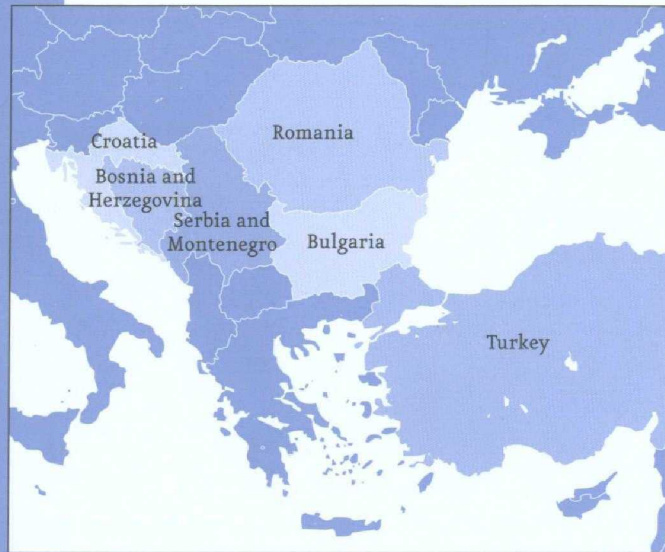 Croatia
Romania
Bosnia and
Herzegovina
Serbia and
Montenegro
Bulgaria
Turkey